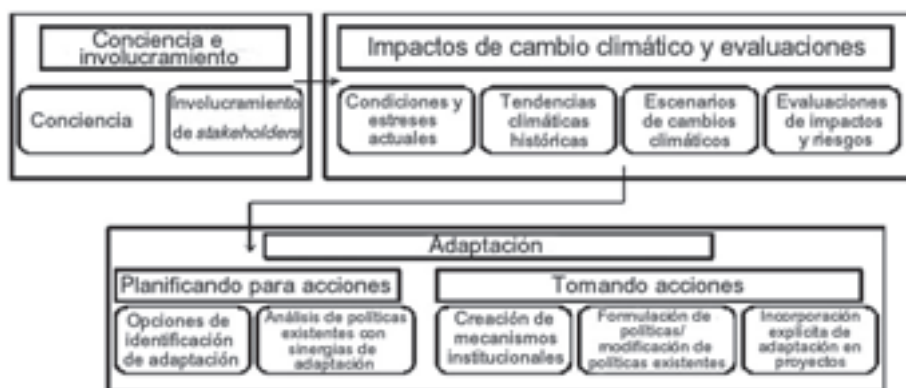 Conciencia e
involucramiento
Conciencia
Involucramiento
de stakeholders
Impactos de cambio climático y evaluaciones
Condiciones y
estreses
actuales
Tendencias
climáticas
históricas
Escenarios
de cambios
climáticos
Evaluaciones
de impactos
y riesgos
Adaptación
Planificando para acciones
Opciones de
identificación
de adaptación
Análisis de políticas
existentes con
sinergias de
adaptación
Tomando acciones
Creación de
mecanismos
institucionales
Formulación de
políticas/
modificación de
políticas existentes
Incorporación
explícita de
adaptación en
proyectos